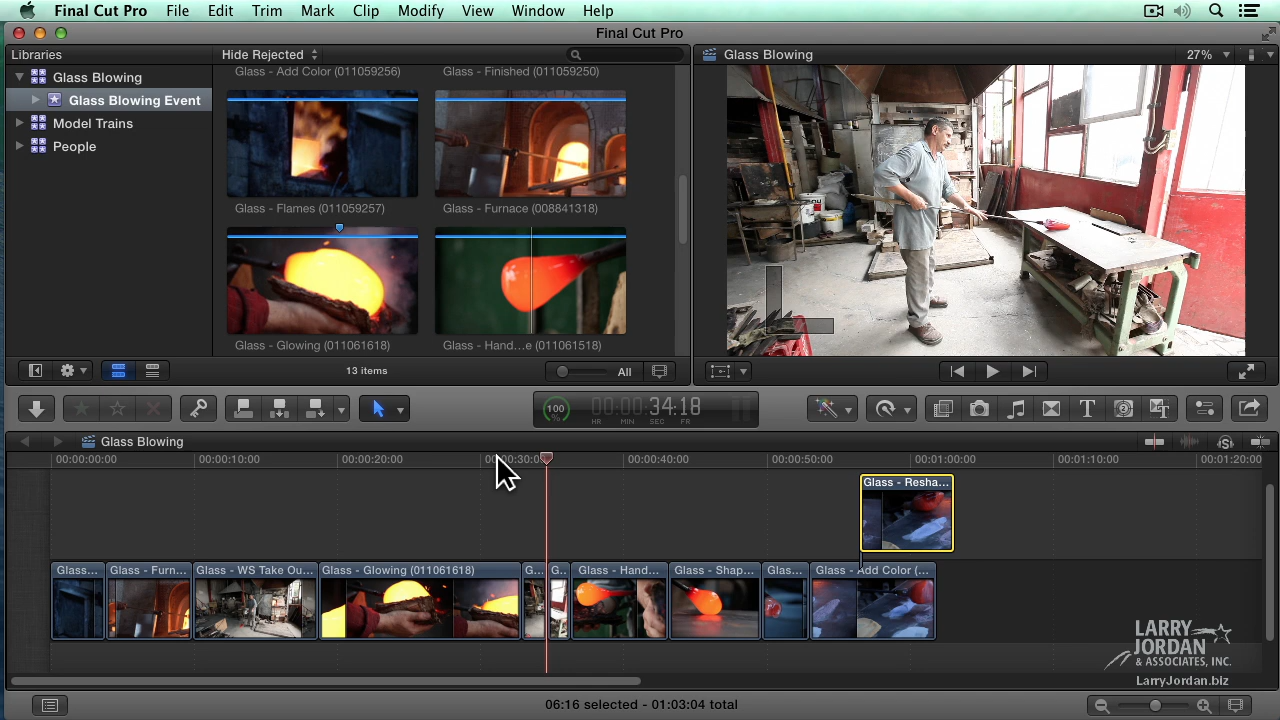 Final Cut Pro File Edit Trim Mark Clip Modify View Window Help
Final Cut Pro
Libraries
Hide Rejected
Glass Blowing
27%
Glass Blowing
Glass Blowing Event
Model Trains
People
Glass - Add Color (011059256)
Glass - Finished (011059250)
Glass - Flames (011059257)
Glass - Furnace (008841318)
Glass - Glowing (011061618)
Glass - Hand...e (011061518)
13 items
All
100
%
00:00:34:18
HR MIN SEC FR
Glass Blowing
00:00:00:00
00:00:10:00
00:00:20:00
00:00:30:0
00:00:40:00
00:00:50:00
00:01:00:00
00:01:10:00
00:01:20:00
Glass - Resha...
Glass...
Glass - Furn...
Glass - WS Take Ou...
Glass - Glowing (011061618)
G...
G...
Glass - Hand...
Glass - Shap...
Glas...
Glass - Add Color (...
LARRY
JORDAN
& ASSOCIATES, INC.
LarryJordan.biz
06:16 selected - 01:03:04 total